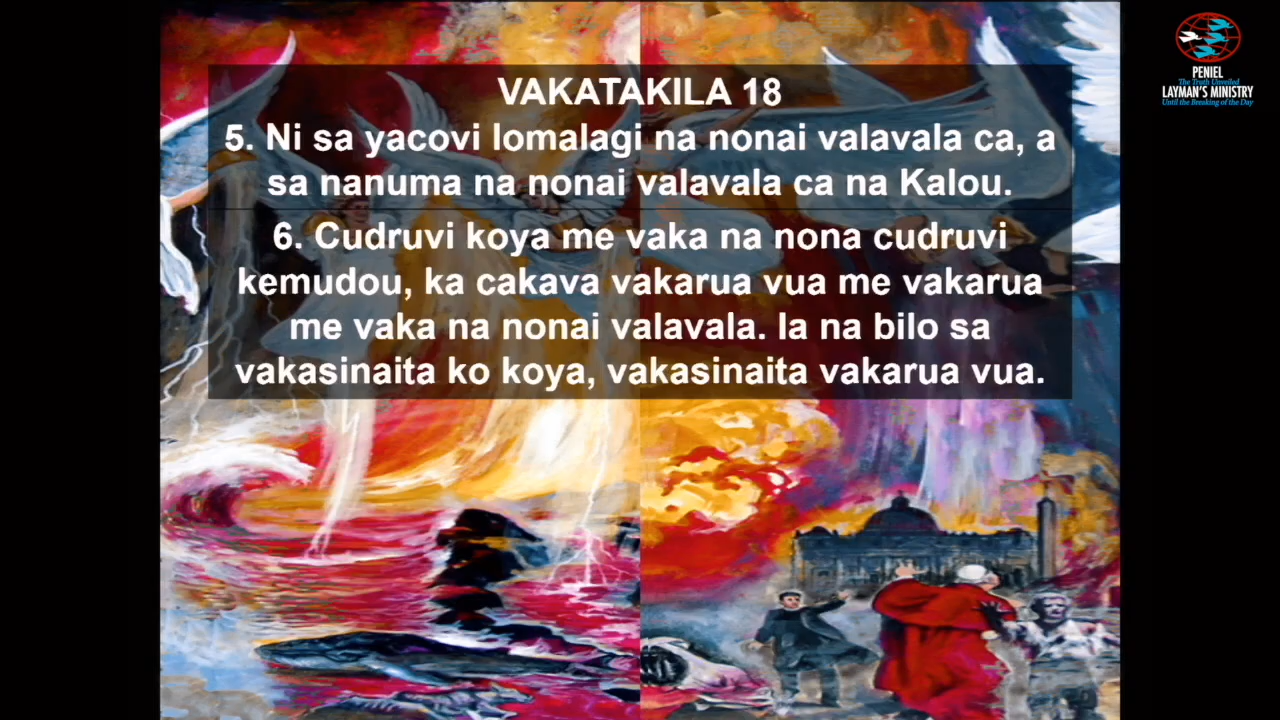 VAKATAKILA 18
5. Ni sa yacovi lomalagi na nonai valavala ca, a
sa nanuma na nonai valavala ca na Kalou.
6. Cudruvi koya me vaka na nona cudruvi
kemudou, ka cakava vakarua vua me vakarua
me vaka na nonai valavala. Ia na bilo sa
vakasinaita ko koya, vakasinaita vakarua vua.
PENIEL
The Truth Unveiled
LAYMAN'S MINISTRY
Until the Breaking of the Day